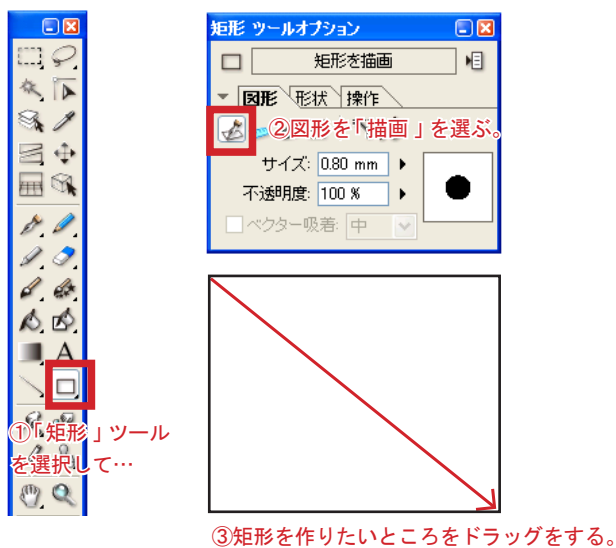 矩形 ツールオプション
矩形を描画
図形 形状 操作
②図形を「描画」を選ぶ。
サイズ: 0.80 mm
不透明度: 100 %
ベクター吸着: 中
A
①「矩形」ツール
を選択して…
③矩形を作りたいところをドラッグをする。